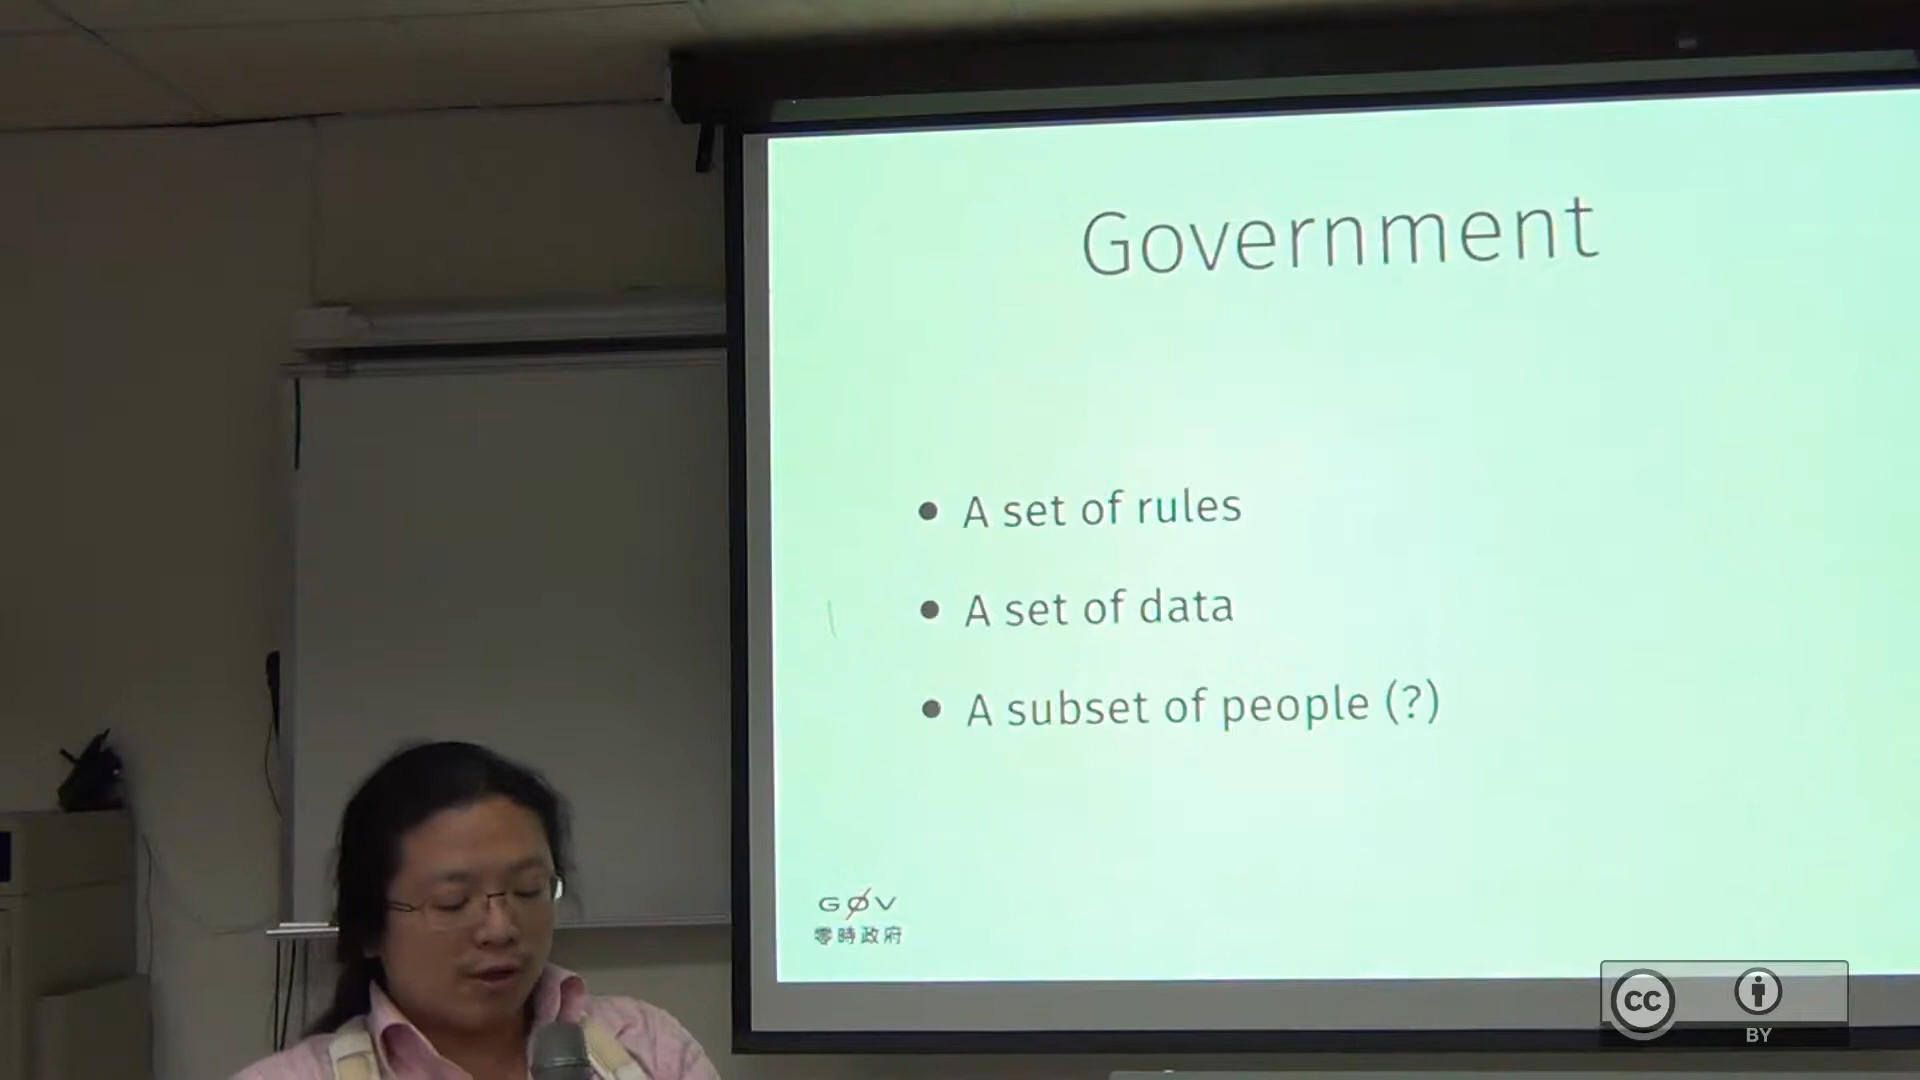 Government
• A set of rules
• A set of data
• A subset of people (?)
GØV
零時政府
CC
BY